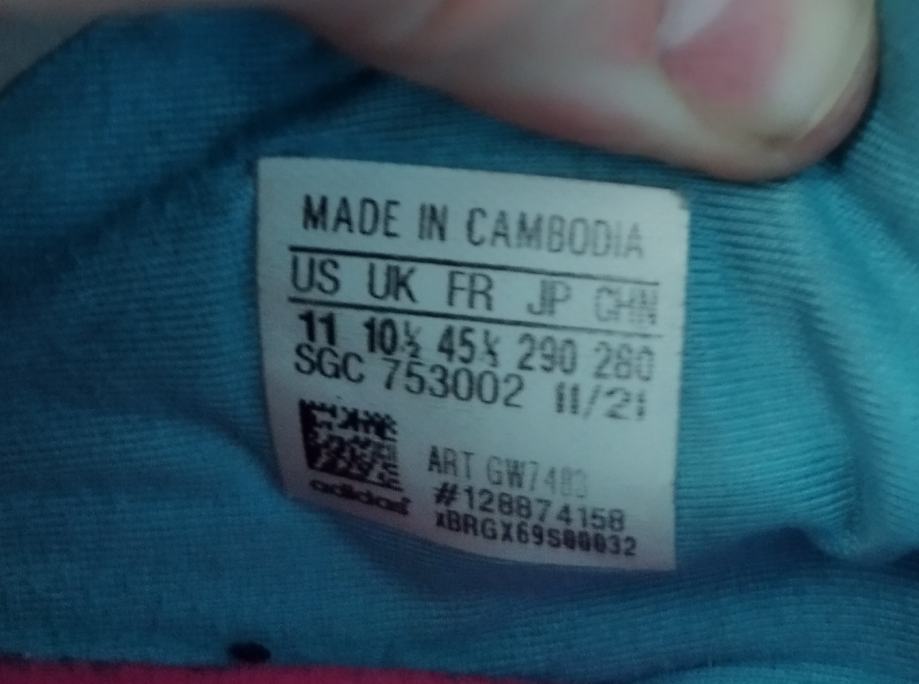 MADE IN CAMBODIA
US UK FR JP CHN
11 10½ 45⅓ 290 280
SGC 753002 11/21
ART GW7483
#128874158
adidas
xBRGX69S00032